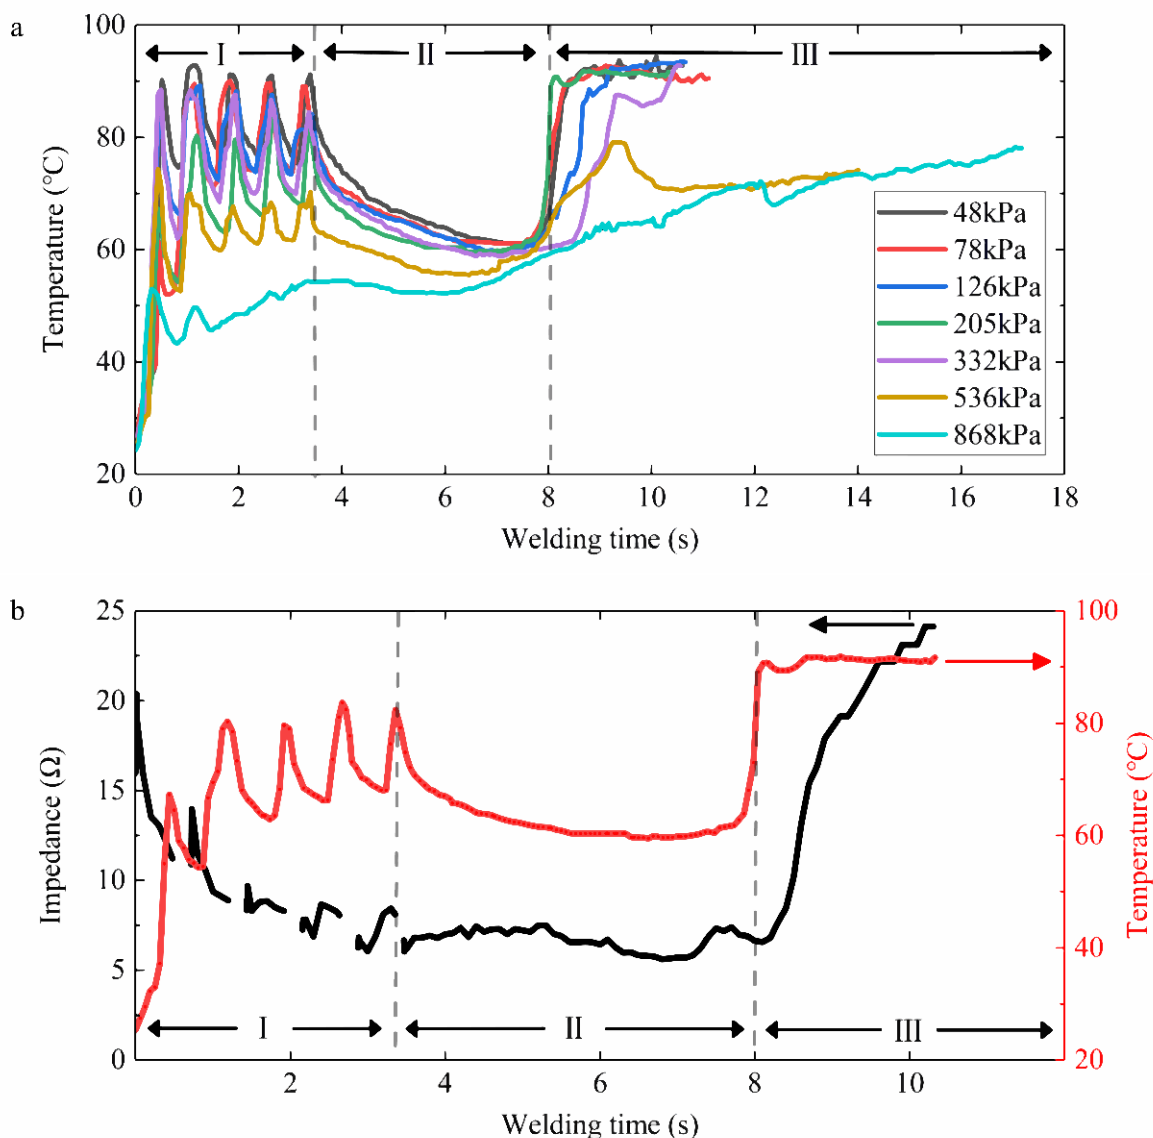 a
100
80
60
40
20
Temperature (°C)
I
II
III
48kPa
78kPa
126kPa
205kPa
332kPa
536kPa
868kPa
0
2
4
6
8
10
12
14
16
18
Welding time (s)
b
25
20
15
10
5
0
Impedance (Ω)
100
80
60
40
20
Temperature (°C)
I
II
III
2
4
6
8
10
Welding time (s)